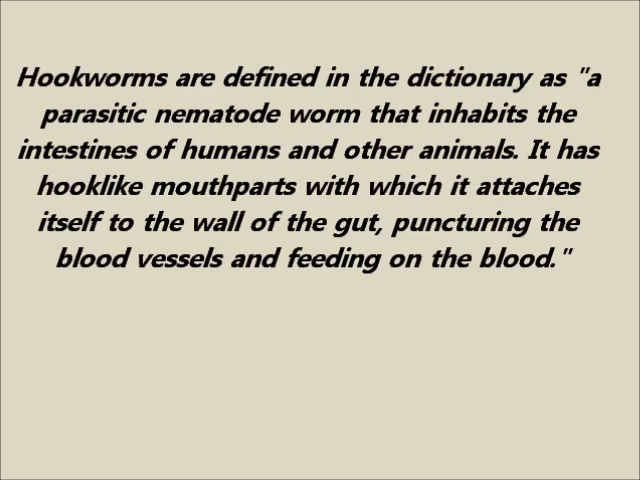 Hookworms are defined in the dictionary as "a
parasitic nematode worm that inhabits the
intestines of humans and other animals. It has
hooklike mouthparts with which it attaches
itself to the wall of the gut, puncturing the
blood vessels and feeding on the blood."